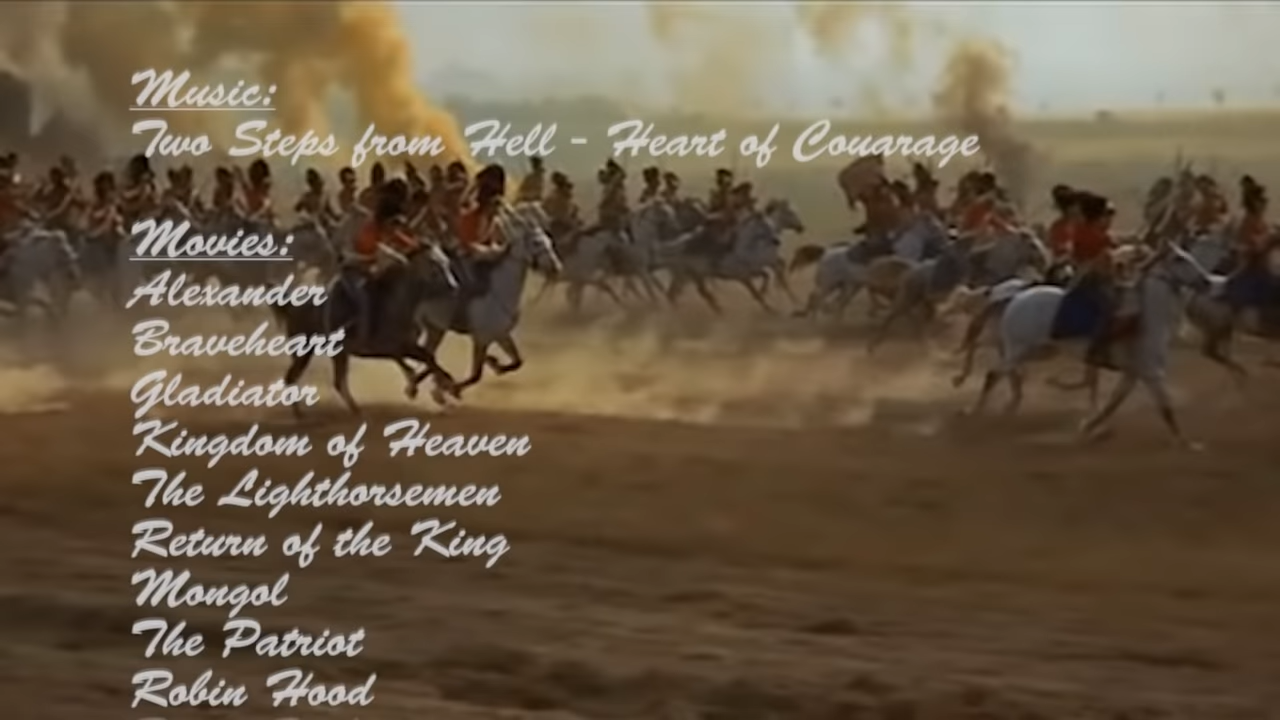 Music:
Two Steps from Hell - Heart of Couarage
Movies:
Alexander
Braveheart
Gladiator
Kingdom of Heaven
The Lighthorsemen
Return of the King
Mongol
The Patriot
Robin Hood